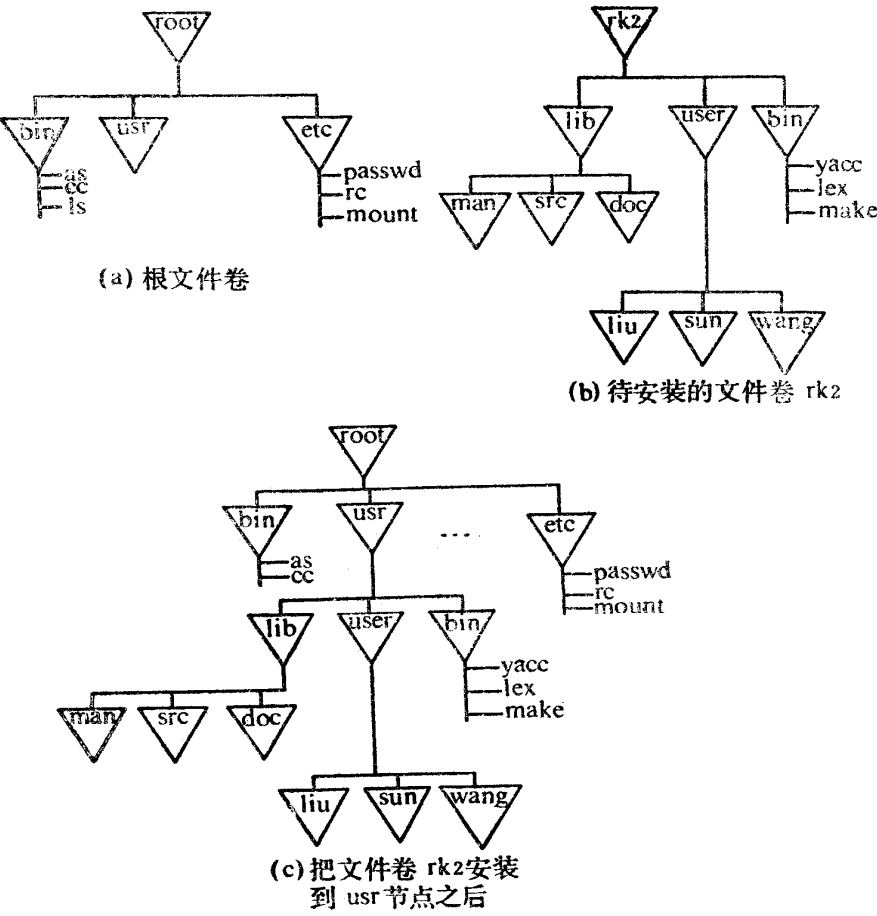 root
bin usr etc
as
cc
ls
passwd
rc
mount
(a) 根文件卷
rk2
lib user bin
yacc
lex
make
man src doc
liu sun wang
(b) 待安装的文件卷 rk2
root
bin usr ···· etc
as
cc
passwd
rc
mount
lib user bin
yacc
lex
make
man src doc
liu sun wang
(c) 把文件卷 rk2安装
到 usr节点之后